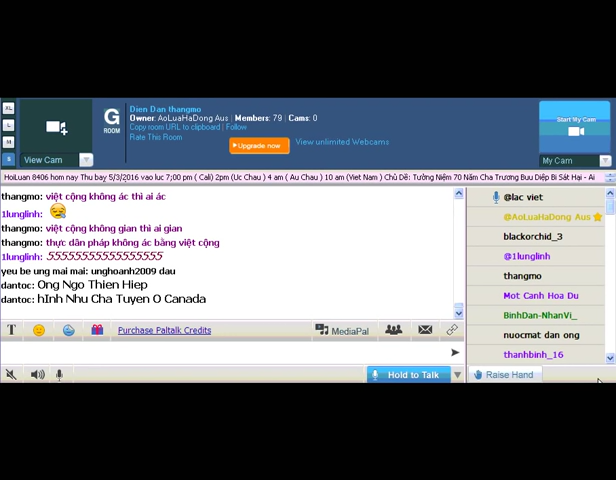 XL
L
M
S
View Cam
G
ROOM
Dien Dan thangmo
Owner: AoLuaHaDong Aus | Members: 79 | Cams: 0
Copy room URL to clipboard | Follow
Rate This Room
Upgrade now
View unlimited Webcams
Start My Cam
My Cam
HoiLuan 8406 hom nay Thu bay 5/3/2016 vao luc 7;00 pm ( Cali) 2pm (Uc Chau ) 4 am ( Au Chau ) 10 am (Viet Nam ) Chủ Đề: Tưởng Niệm 70 Năm Cha Trương Buu Diệp Bi Sát Hại - Ai
thangmo: việt cộng không ác thì ai ác
1lunglinh:
thangmo: việt cộng không gian thì ai gian
thangmo: thực dân pháp không ác bằng việt cộng
1lunglinh: 5555555555555555555
yeu be ung mai mai: unghoanh2009 dau
dantoc: Ong Ngo Thien Hiep
dantoc: hInh Nhu Cha Tuyen O Canada
@lac viet
@AoLuaHaDong Aus
blackorchid_3
@1lunglinh
thangmo
Mot Canh Hoa Du
BinhDan-NhanVi_
nuocmat dan ong
thanhbinh_16
T
Purchase Paltalk Credits
MediaPal
Hold to Talk
Raise Hand